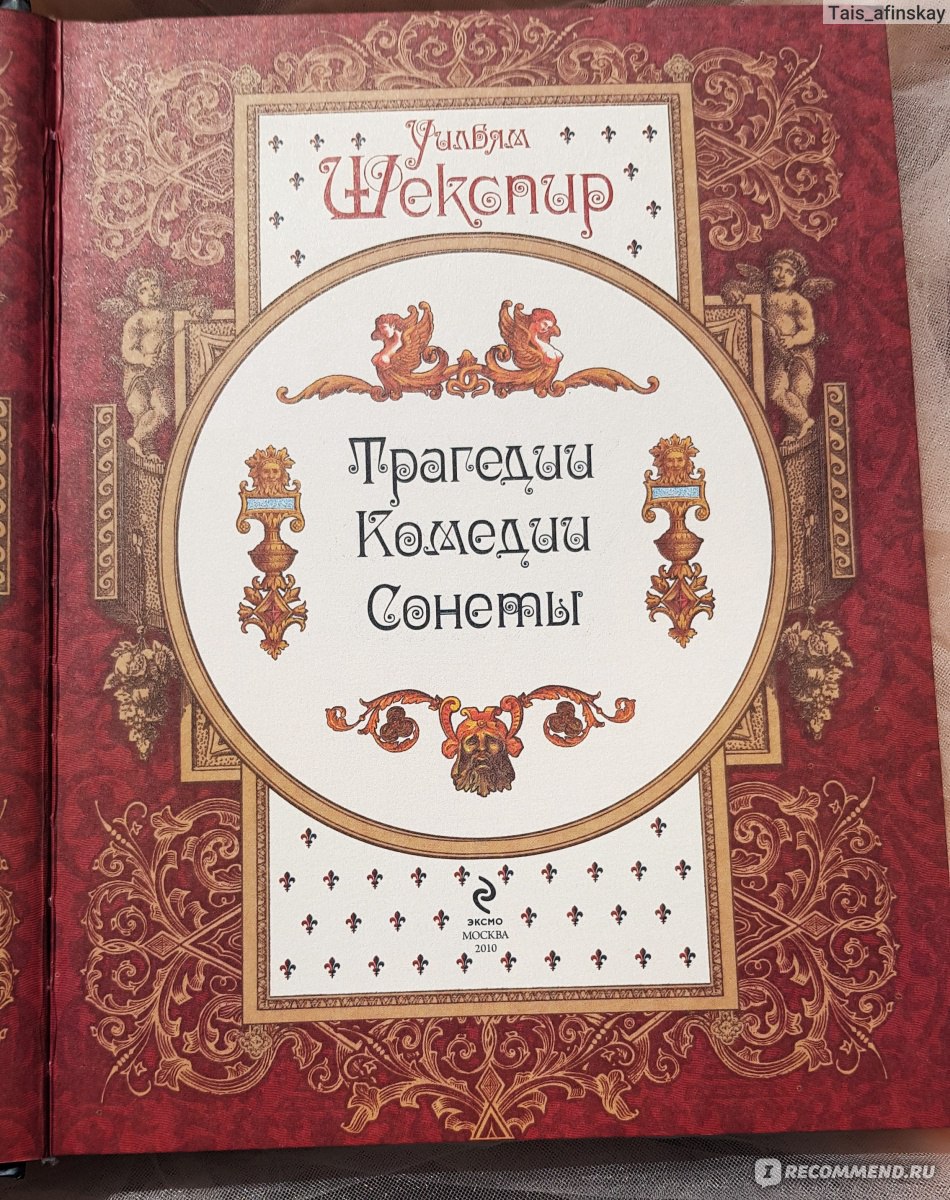 Tais_afinskay
Уильям
Шекспир
Трагедии
Комедии
Сонеты
ЭКСМО
МОСКВА
2010
RECOMMEND.RU